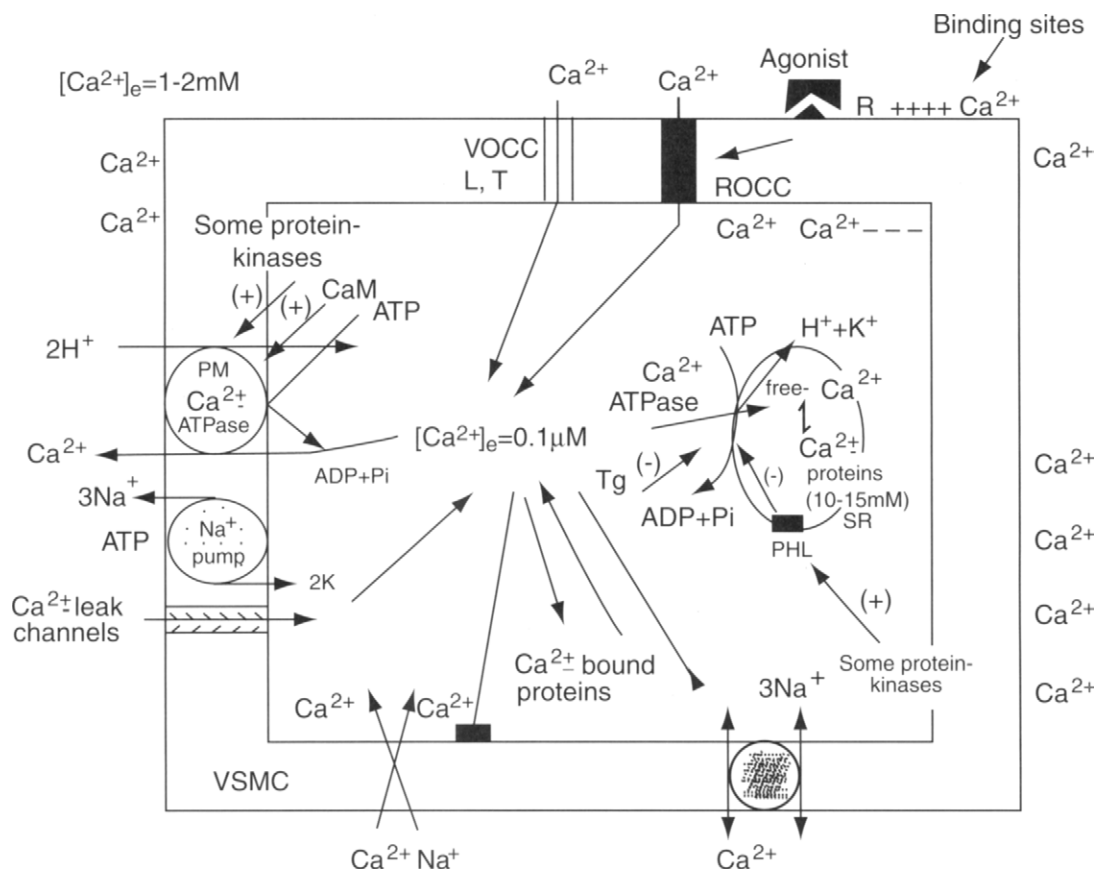 Binding sites
[Ca2+]e=1-2mM
Ca2+
Ca2+
Agonist
R ++++ Ca2+
VOCC
L, T
ROCC
Ca2+
Ca2+
Ca2+
Ca2+
Ca2+ Ca2+ – – –
Some protein-
kinases
(+)
(+)
CaM
ATP
2H+
PM
Ca2+-
ATPase
Ca2+
ADP+Pi
[Ca2+]e=0.1µM
ATP
H+ +K+
Ca2+
ATPase
free-
Ca2+
Ca2+-
proteins
(10-15mM)
SR
Tg
(-)
(-)
ADP+Pi
PHL
(+)
Some protein-
kinases
3Na+
ATP
Na+
pump
2K
Ca2+-leak
channels
Ca2+- bound
proteins
Ca2+
Ca2+
3Na+
Ca2+
Ca2+
Ca2+
Ca2+
VSMC
Ca2+ Na+
Ca2+